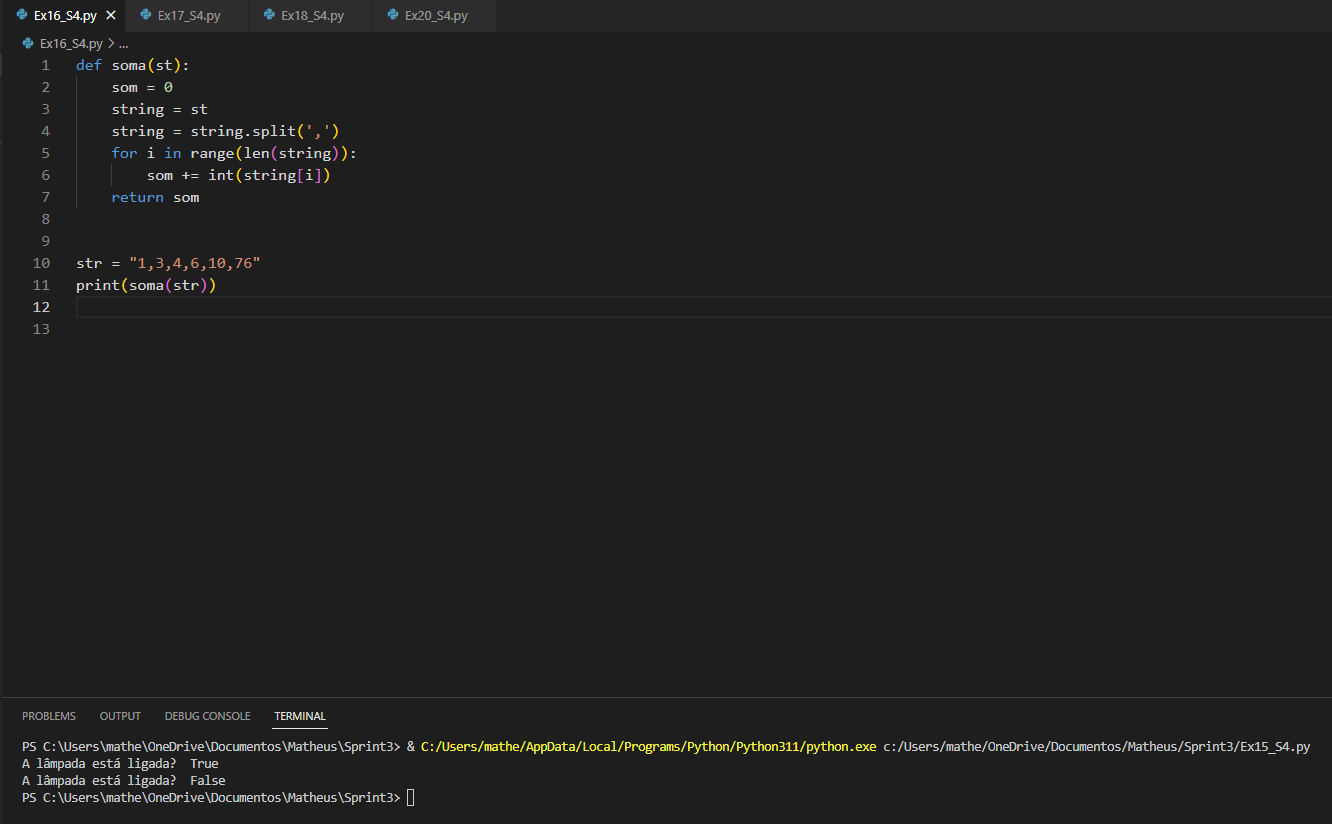 Ex16_S4.py Ex17_S4.py Ex18_S4.py Ex20_S4.py
Ex16_S4.py > ...
1 def soma(st):
2     som = 0
3     string = st
4     string = string.split(',')
5     for i in range(len(string)):
6         som += int(string[i])
7     return som
8
9
10 str = "1,3,4,6,10,76"
11 print(soma(str))
12
13
PROBLEMS OUTPUT DEBUG CONSOLE TERMINAL
PS C:\Users\mathe\OneDrive\Documentos\Matheus\Sprint3> & C:/Users/mathe/AppData/Local/Programs/Python/Python311/python.exe c:/Users/mathe/OneDrive/Documentos/Matheus/Sprint3/Ex15_S4.py
A lâmpada está ligada?  True
A lâmpada está ligada?  False
PS C:\Users\mathe\OneDrive\Documentos\Matheus\Sprint3>